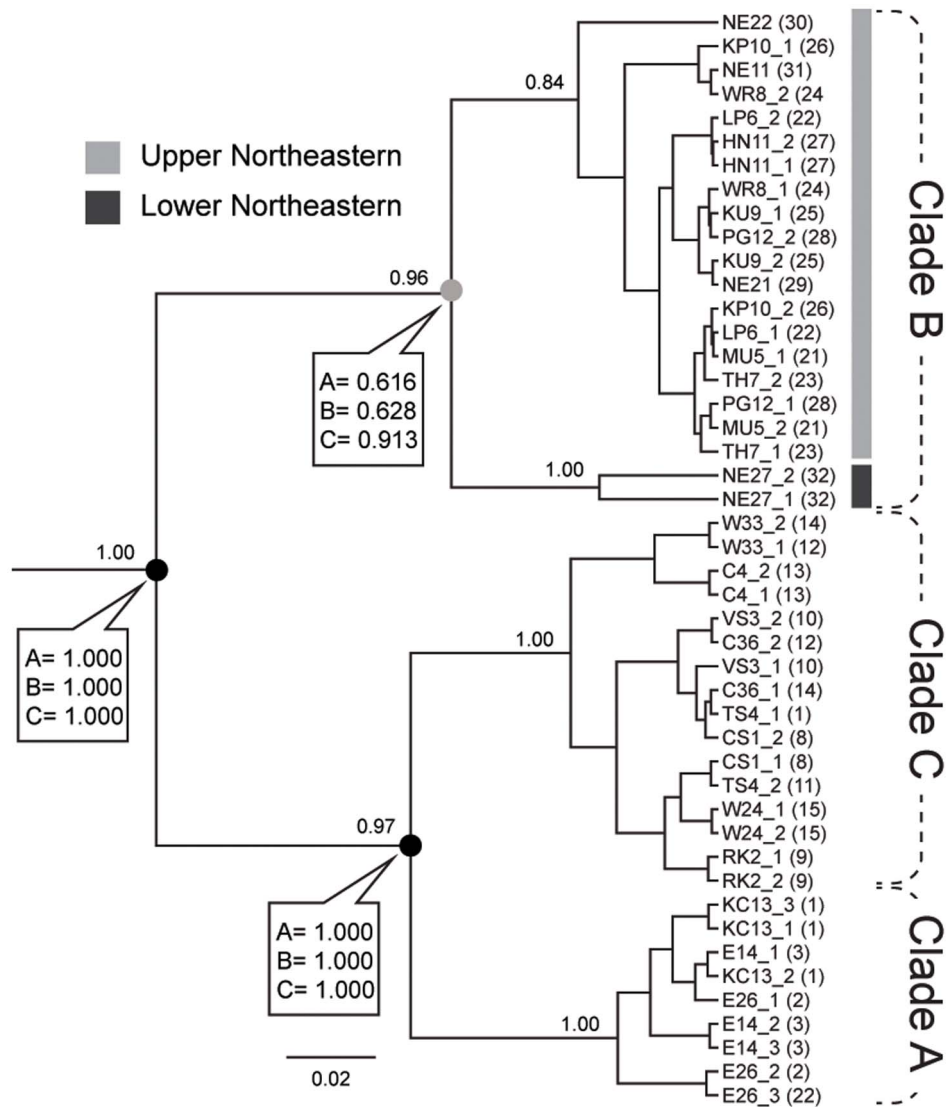 NE22 (30)
KP10_1 (26)
NE11 (31)
WR8_2 (24
LP6_2 (22)
HN11_2 (27)
HN11_1 (27)
WR8_1 (24)
KU9_1 (25)
PG12_2 (28)
KU9_2 (25)
NE21 (29)
KP10_2 (26)
LP6_1 (22)
MU5_1 (21)
TH7_2 (23)
PG12_1 (28)
MU5_2 (21)
TH7_1 (23)
NE27_2 (32)
NE27_1 (32)
W33_2 (14)
W33_1 (12)
C4_2 (13)
C4_1 (13)
VS3_2 (10)
C36_2 (12)
VS3_1 (10)
C36_1 (14)
TS4_1 (1)
CS1_2 (8)
CS1_1 (8)
TS4_2 (11)
W24_1 (15)
W24_2 (15)
RK2_1 (9)
RK2_2 (9)
KC13_3 (1)
KC13_1 (1)
E14_1 (3)
KC13_2 (1)
E26_1 (2)
E14_2 (3)
E14_3 (3)
E26_2 (2)
E26_3 (22)
Clade B
Clade C
Clade A
Upper Northeastern
Lower Northeastern
0.84
0.96
A= 0.616
B= 0.628
C= 0.913
1.00
1.00
A= 1.000
B= 1.000
C= 1.000
1.00
0.97
A= 1.000
B= 1.000
C= 1.000
1.00
0.02